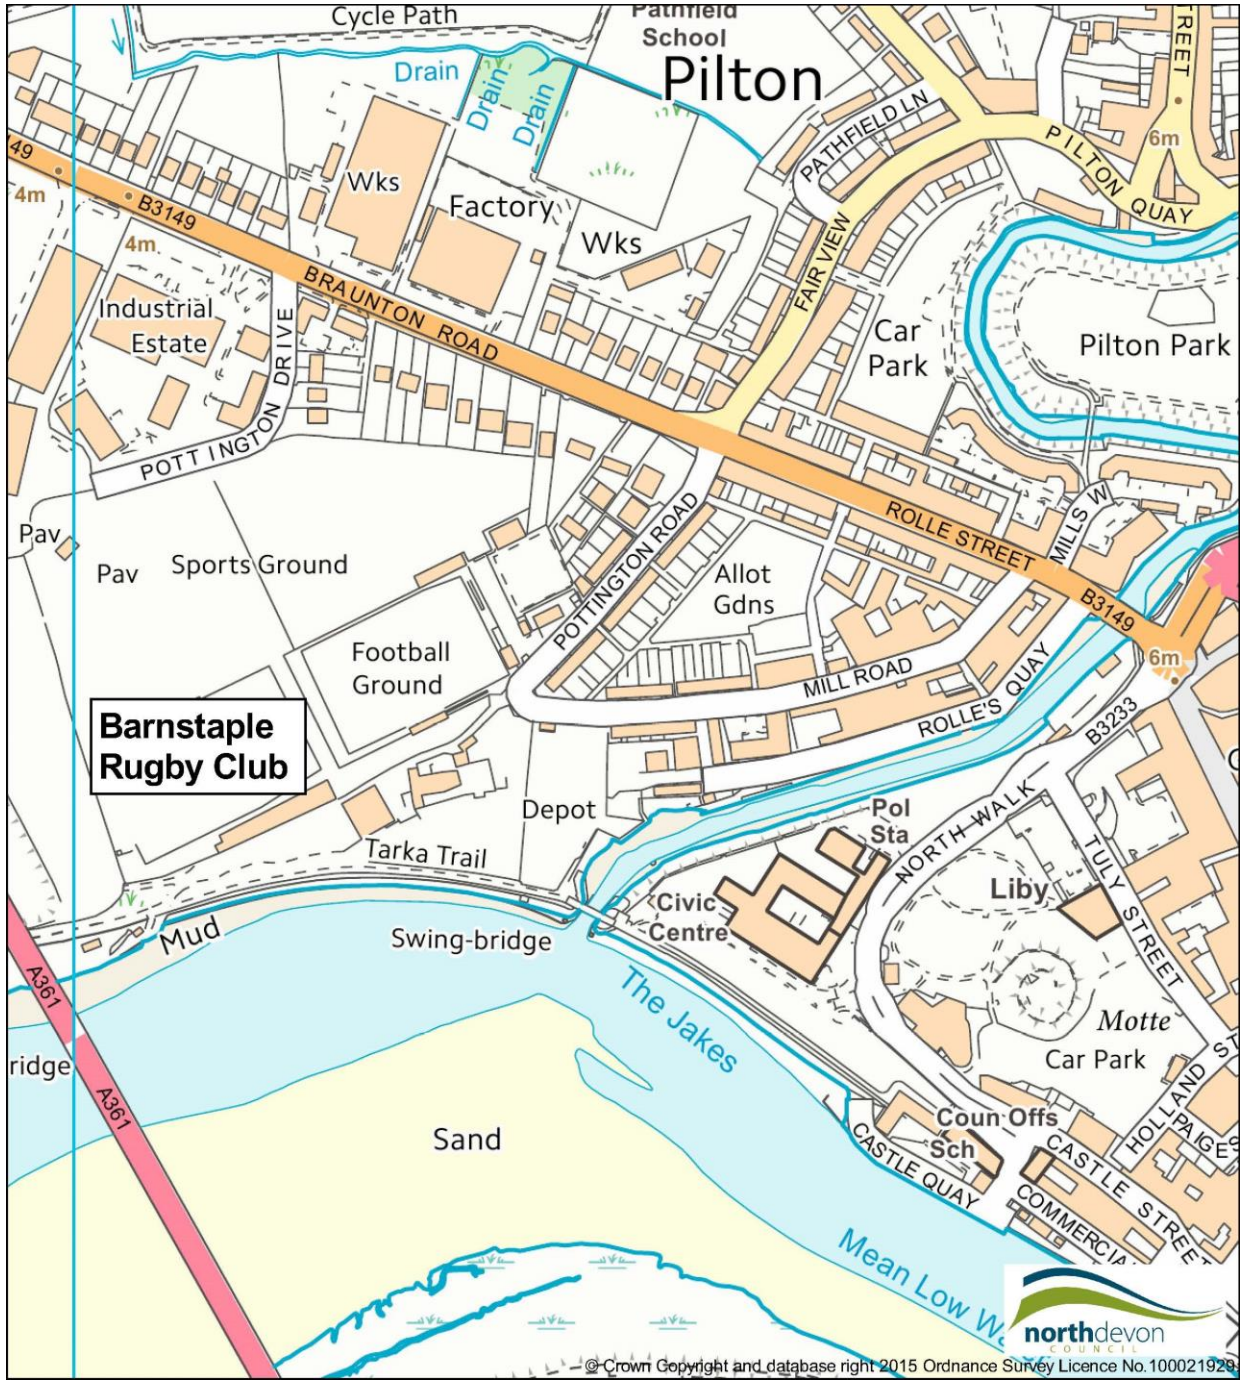 Cycle Path
Pathfield
School
Pilton
Drain
Drain
Drain
PATHFIELD LN
TREET
6m
PILTON QUAY
49
4m
B3149
4m
Wks
Factory
Wks
FAIR VIEW
Industrial
Estate
BRAUNTON ROAD
Car
Park
Pilton Park
POTTINGTON DRIVE
Pav
Pav
Sports Ground
POTTINGTON ROAD
Allot
Gdns
ROLLE STREET
MILLS W
B3149
6m
Football
Ground
MILL ROAD
ROLLE'S QUAY
B3233
Barnstaple
Rugby Club
Depot
Pol
Sta
NORTH WALK
TULY STREET
Liby
Tarka Trail
Civic
Centre
Mud
Swing-bridge
The Jakes
A361
ridge
A361
Motte
Car Park
HOLLAND ST
PAIGES
Sand
Coun Offs
Sch
CASTLE QUAY
CASTLE STREET
COMMERCIA
Mean Low Wa
northdevon
COUNCIL
© Crown Copyright and database right 2015 Ordnance Survey Licence No. 100021929